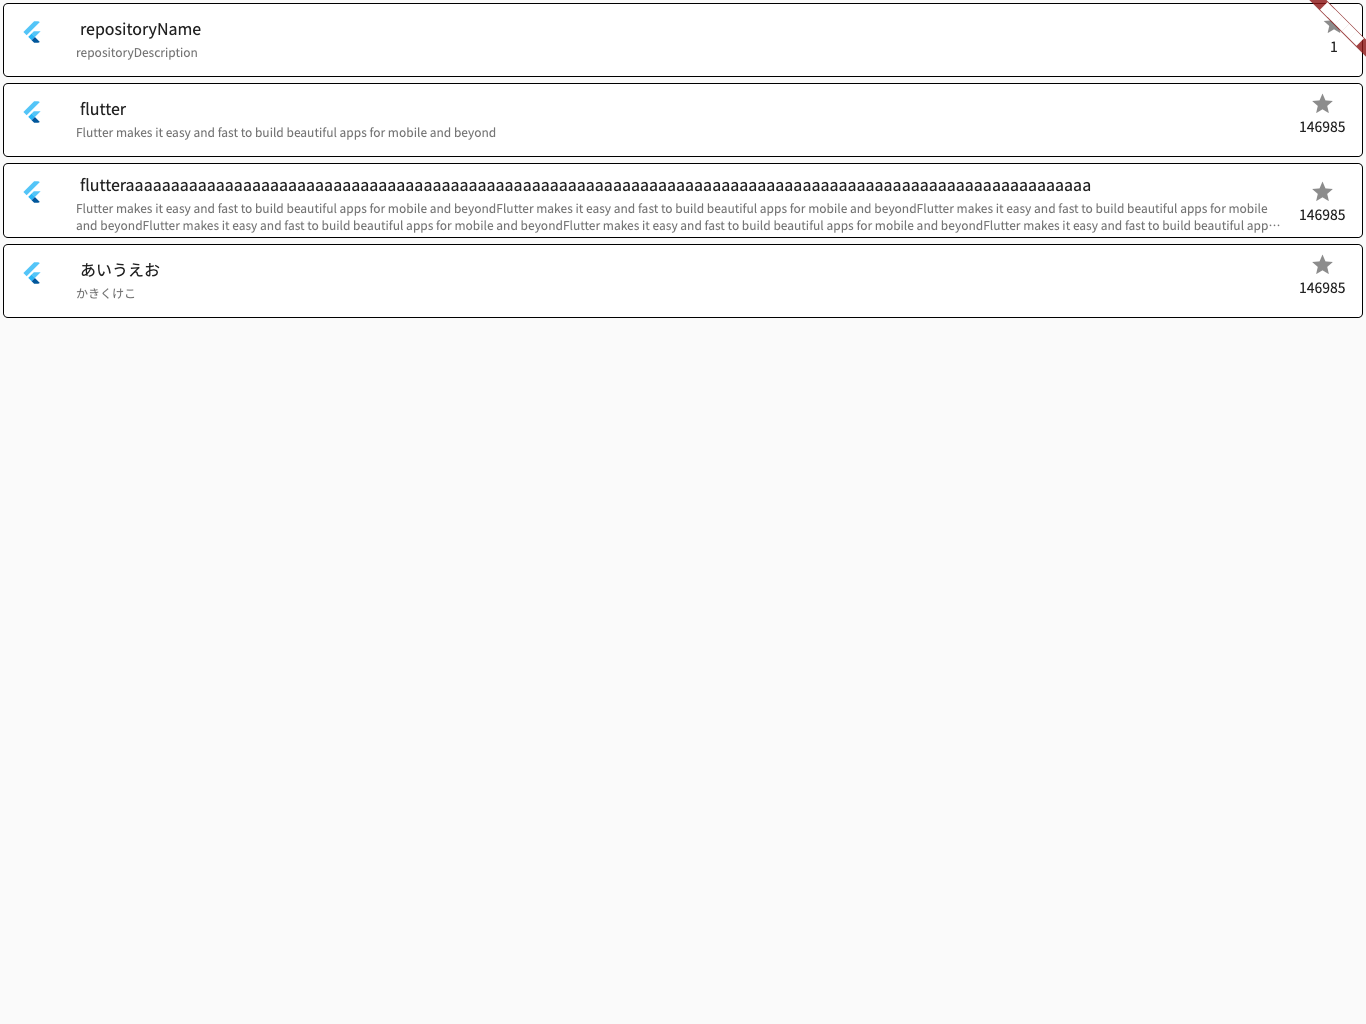 repositoryName
repositoryDescription
1
flutter
Flutter makes it easy and fast to build beautiful apps for mobile and beyond
146985
flutteraaaaaaaaaaaaaaaaaaaaaaaaaaaaaaaaaaaaaaaaaaaaaaaaaaaaaaaaaaaaaaaaaaaaaaaaaaaaaaaaaaaaaaaaaaaaaaaaaaaaaaaaaaa
Flutter makes it easy and fast to build beautiful apps for mobile and beyondFlutter makes it easy and fast to build beautiful apps for mobile and beyondFlutter makes it easy and fast to build beautiful apps for mobile
and beyondFlutter makes it easy and fast to build beautiful apps for mobile and beyondFlutter makes it easy and fast to build beautiful apps for mobile and beyondFlutter makes it easy and fast to build beautiful app…
146985
あいうえお
かきくけこ
146985